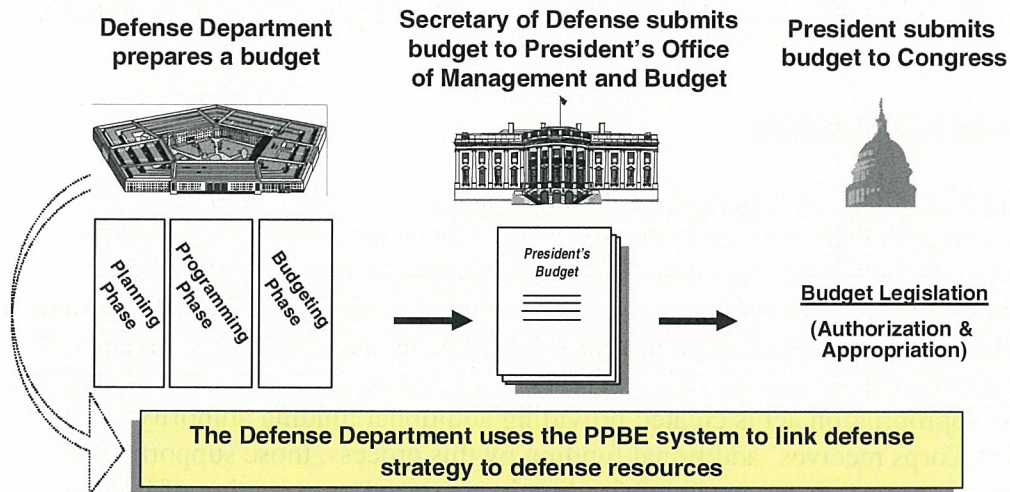 Defense Department
prepares a budget
Secretary of Defense submits
budget to President's Office
of Management and Budget
President submits
budget to Congress
Planning
Phase
Programming
Phase
Budgeting
Phase
President's
Budget
Budget Legislation
(Authorization &
Appropriation)
The Defense Department uses the PPBE system to link defense
strategy to defense resources